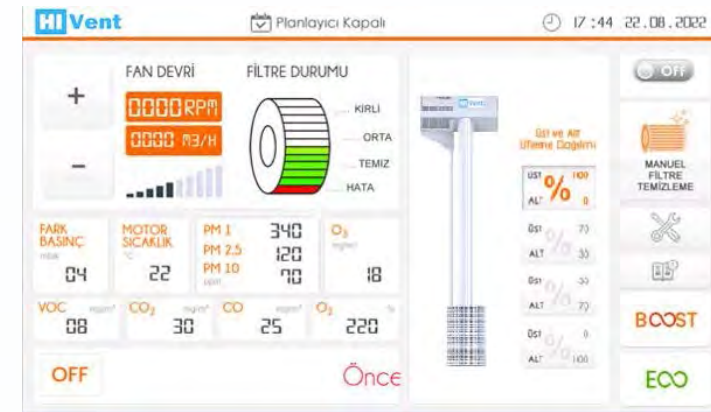 HI Vent
Planlayıcı Kapalı
17:44 22.08.2022
FAN DEVRİ
FİLTRE DURUMU
+
0000 RPM
0000 M3/H
-
KIRLI
ORTA
TEMIZ
HATA
HI Vent
Üst ve Alt
Üfleme Dağılımı
ÜST % 100
ALT 0
ÜST % 70
ALT 30
ÜST % 30
ALT 70
ÜST % 0
ALT 100
OFF
MANUEL
FİLTRE
TEMİZLEME
BOOST
ECO
FARK
BASINÇ
04
MOTOR
SICAKLIK
°C
22
PM 1 340
PM 2.5 120
PM 10 70
O3
18
VOC
08
CO2
30
CO
25
O2 %
220
OFF
Önce